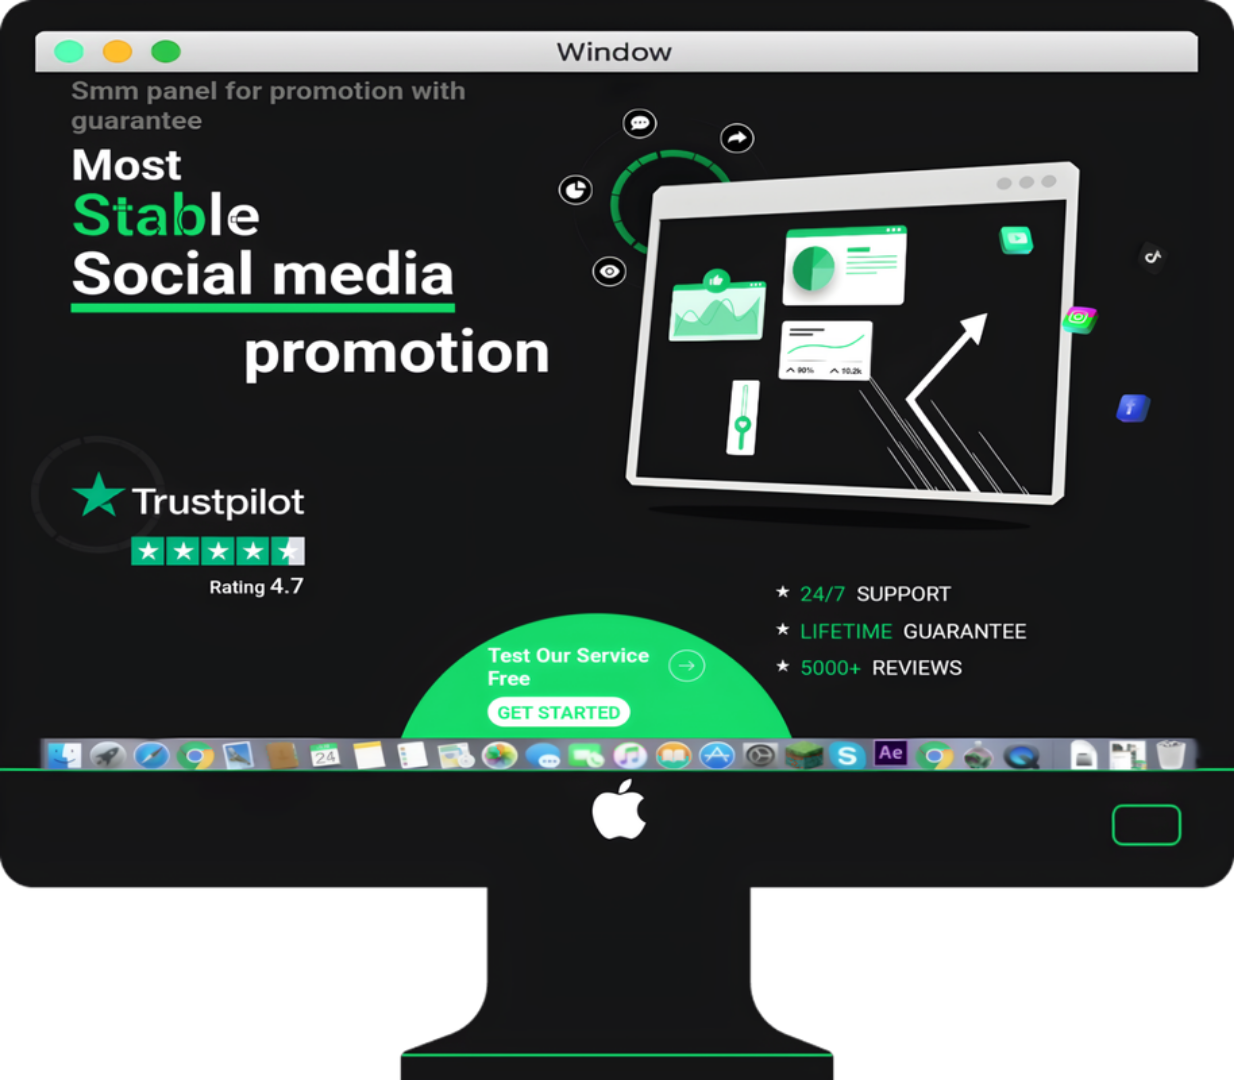 Window
Smm panel for promotion with
guarantee
Most
Stable
Social media
promotion
90% 10.2k
Trustpilot
Rating 4.7
24/7 SUPPORT
LIFETIME GUARANTEE
5000+ REVIEWS
Test Our Service
Free
GET STARTED
24
Ae